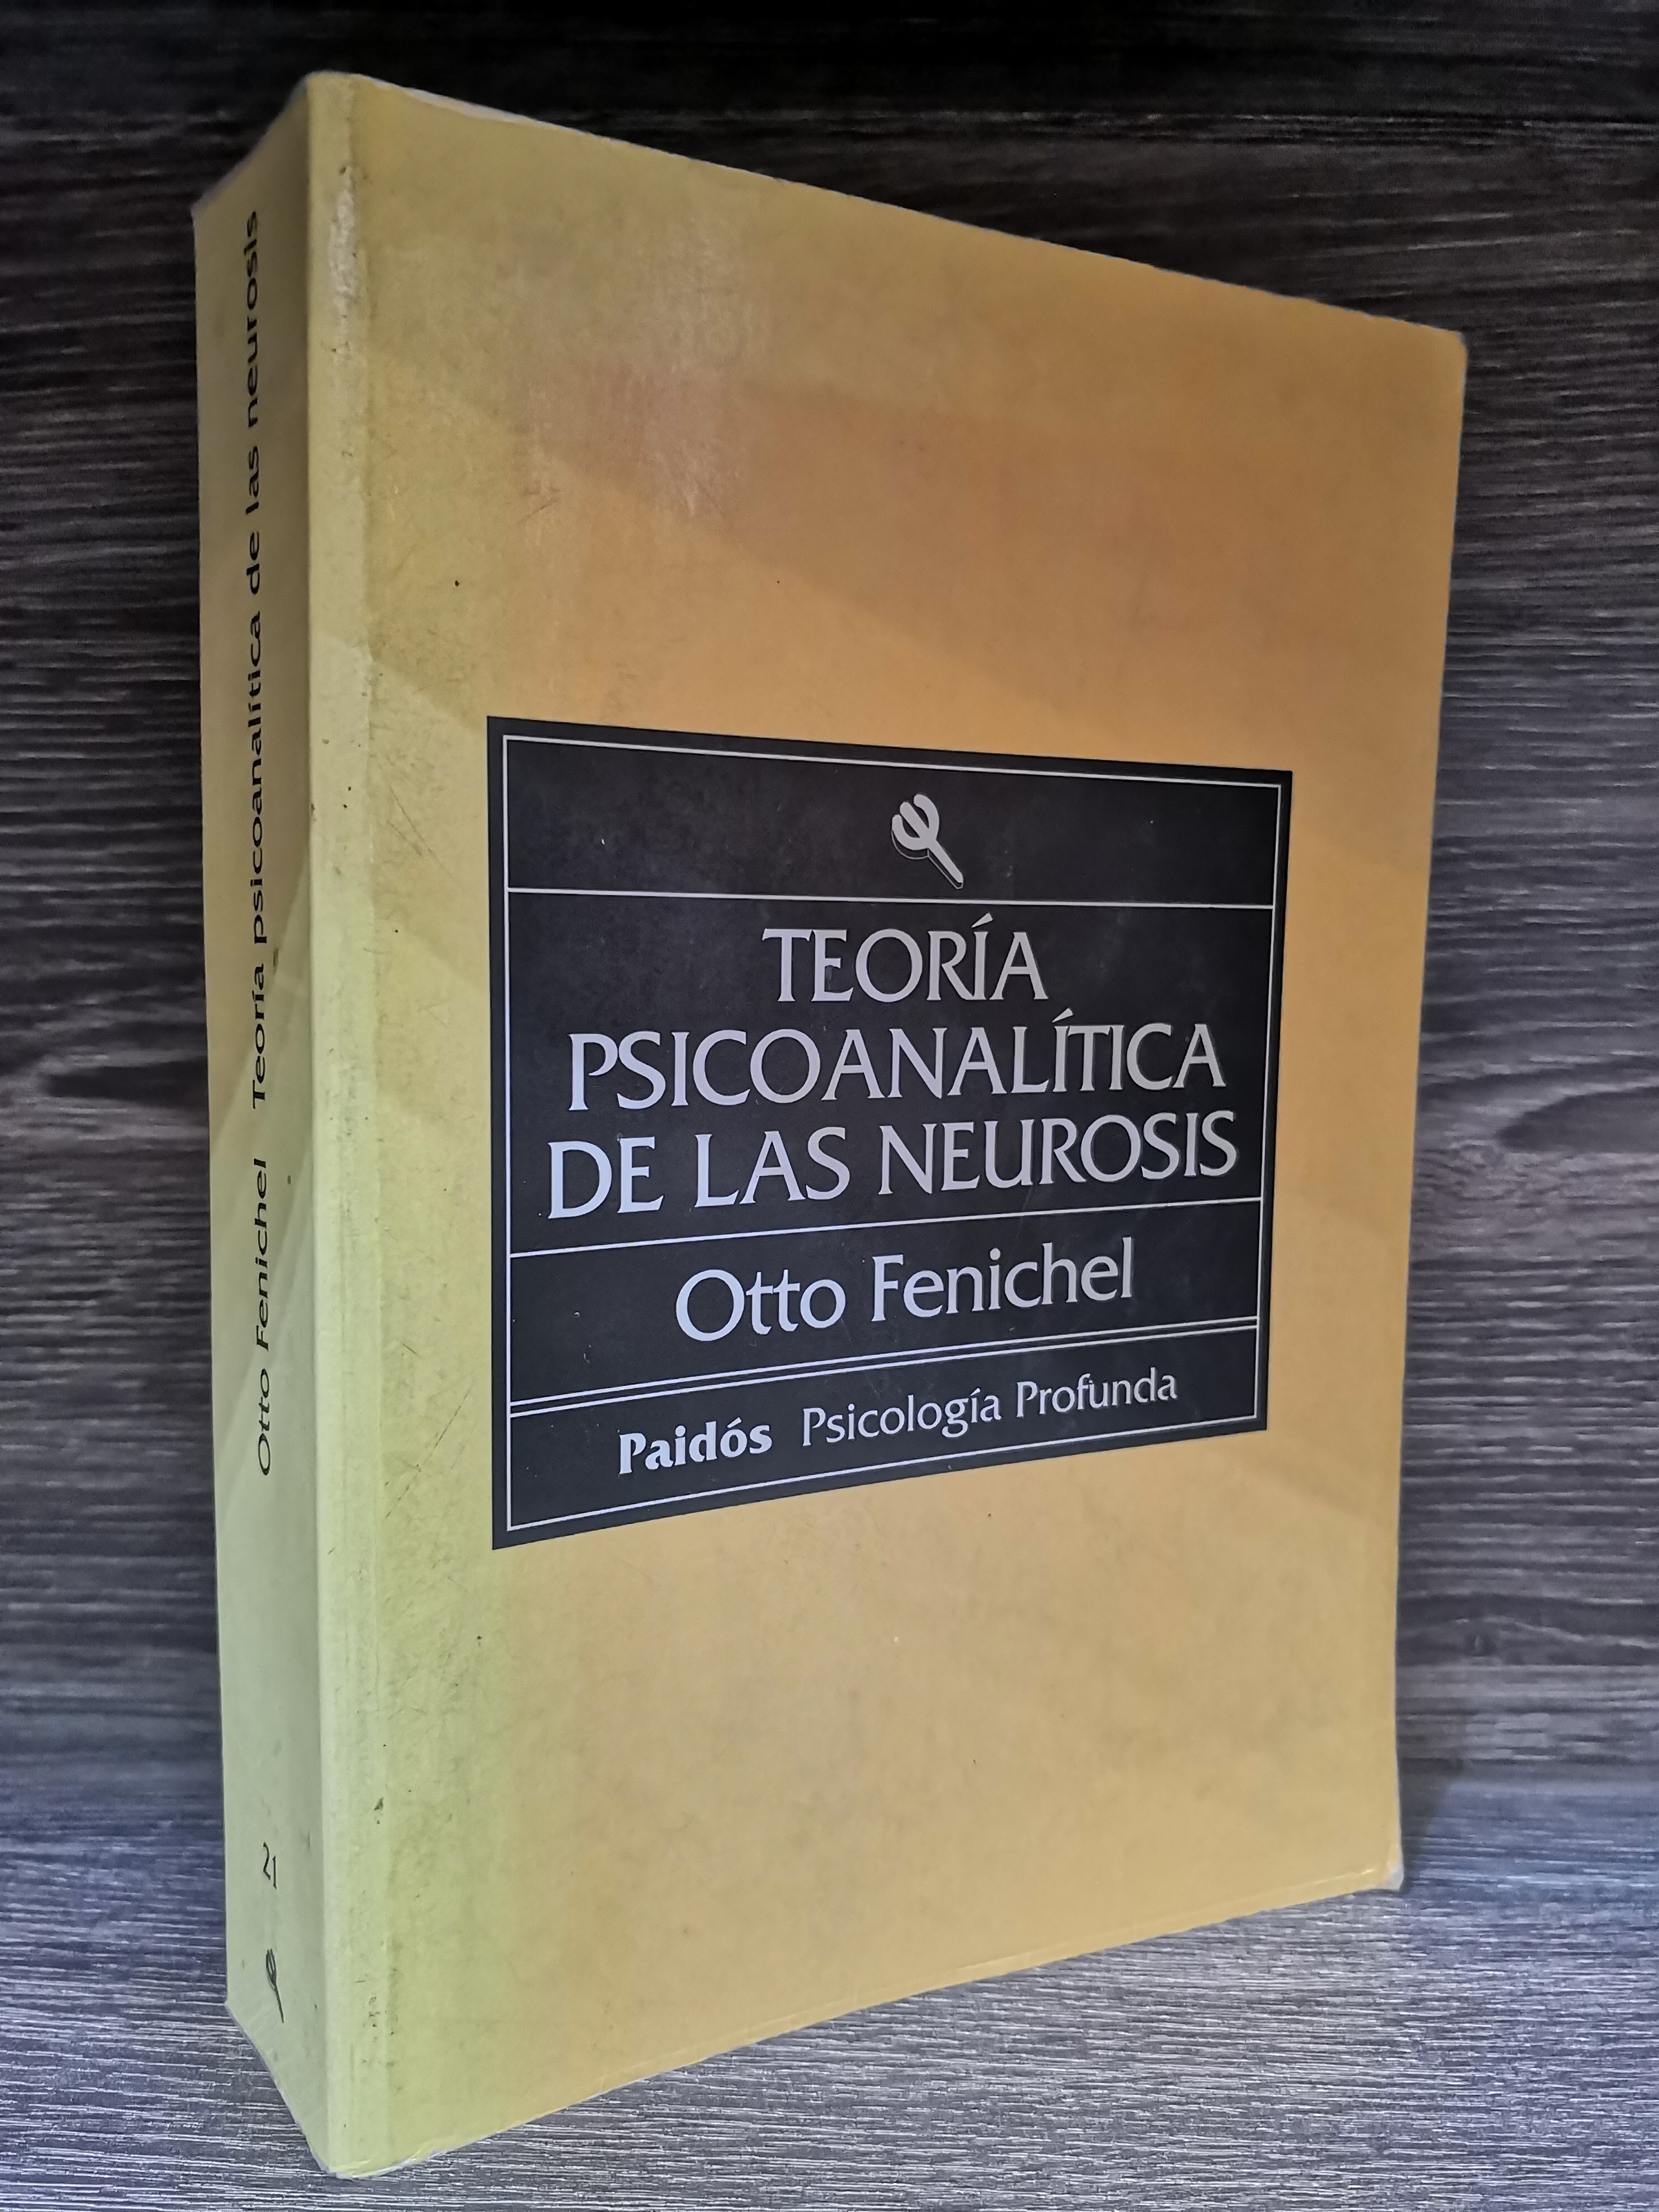 TEORÍA
PSICOANALÍTICA
DE LAS NEUROSIS
Otto Fenichel
Paidós Psicología Profunda
Otto Fenichel Teoría psicoanalítica de las neurosis
21